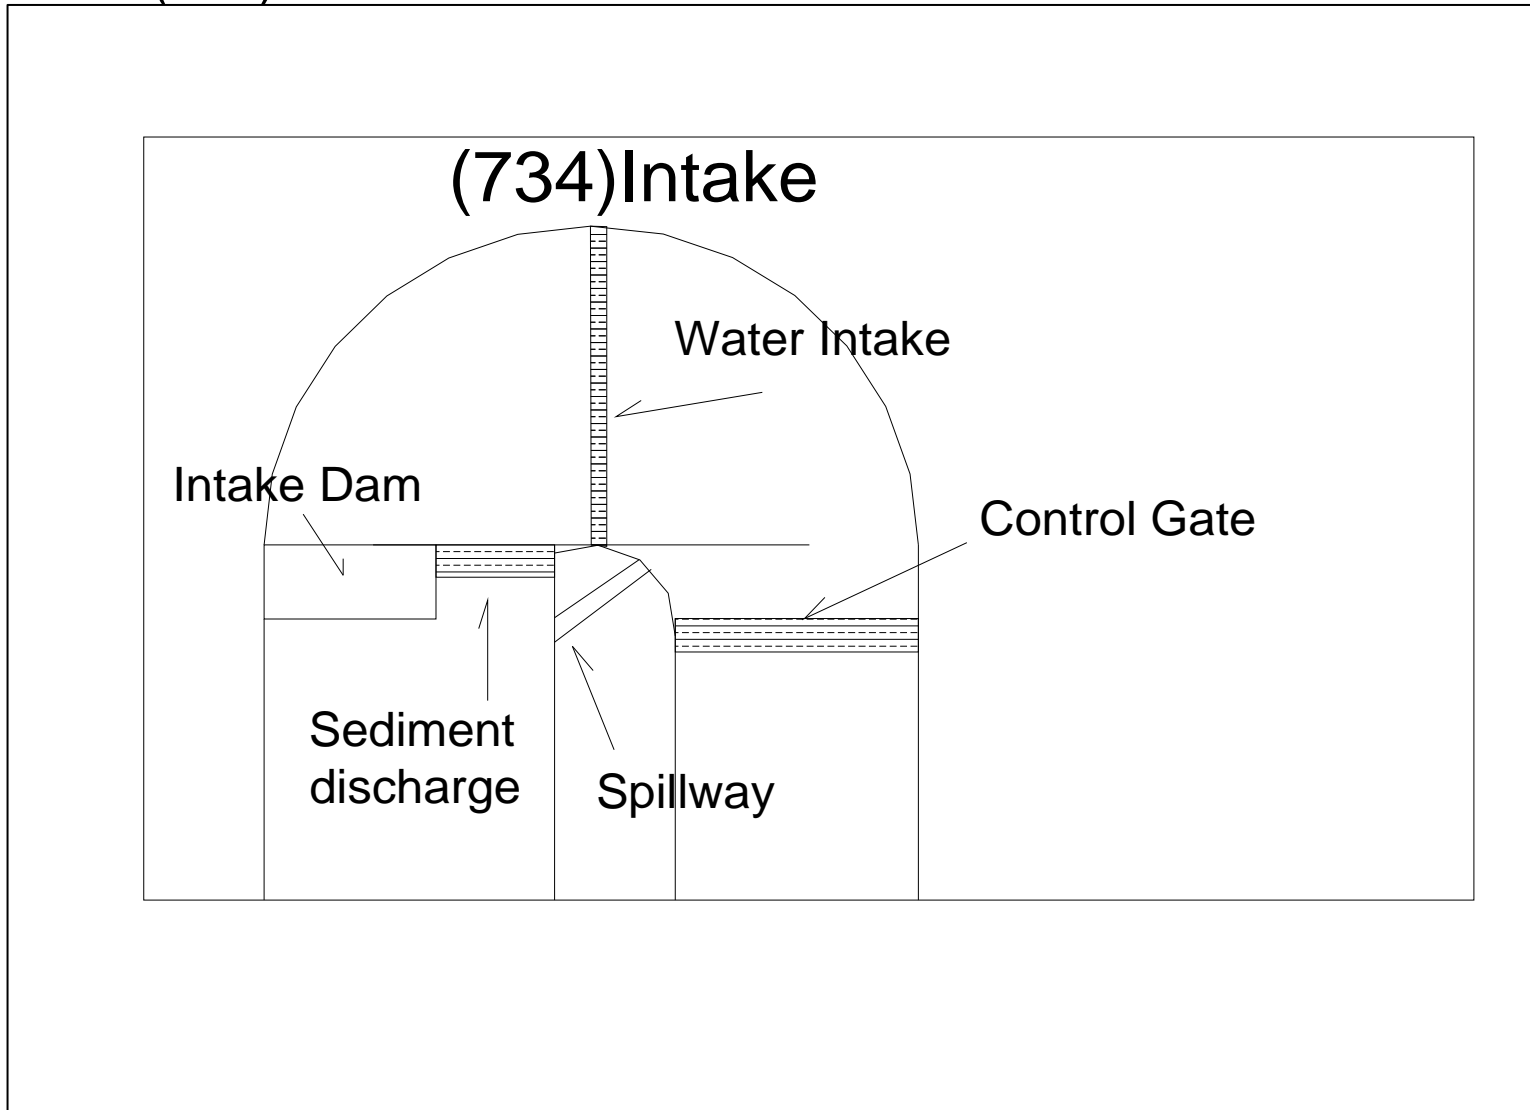 (734)Intake
Water Intake
Intake Dam
Control Gate
Sediment
discharge
Spillway